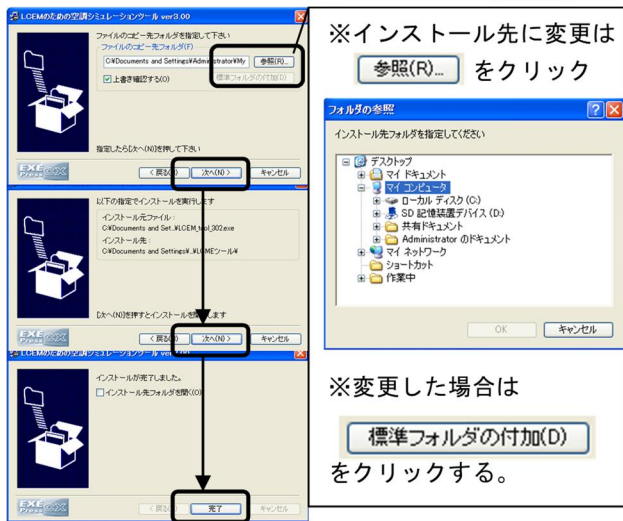 LCEMのための空調シミュレーションツール ver3.00
ファイルのコピー先フォルダを指定して下さい
ファイルのコピー先フォルダ(F)
C:¥Documents and Settings¥Administrator¥My
参照(R)...
上書き確認する(O)
標準フォルダの付加(D)
指定したら[次へ(N)]を押して下さい
EXE Press
次へ(N) >
キャンセル
以下の指定でインストールを実行します
インストール元ファイル :
C:¥Documents and Set..¥LCEM_tool_302.exe
インストール先 :
C:¥Documents and Settings¥..¥LCMEツール¥
[次へ(N)]を押すとインストールを開始します
EXE Press
< 戻る(B)
次へ(N) >
キャンセル
LCEMのための空調シミュレーションツール ver3.00
インストールが完了しました。
インストール先フォルダを開く(O)
EXE Press
< 戻る(B)
完了
キャンセル
※インストール先に変更は
参照(R)... をクリック
フォルダの参照
インストール先フォルダを指定してください
デスクトップ
マイ ドキュメント
マイ コンピュータ
ローカル ディスク (C:)
SD 記憶装置デバイス (D:)
共有ドキュメント
Administrator のドキュメント
マイ ネットワーク
ショートカット
作業中
OK
キャンセル
※変更した場合は
標準フォルダの付加(D)
をクリックする。